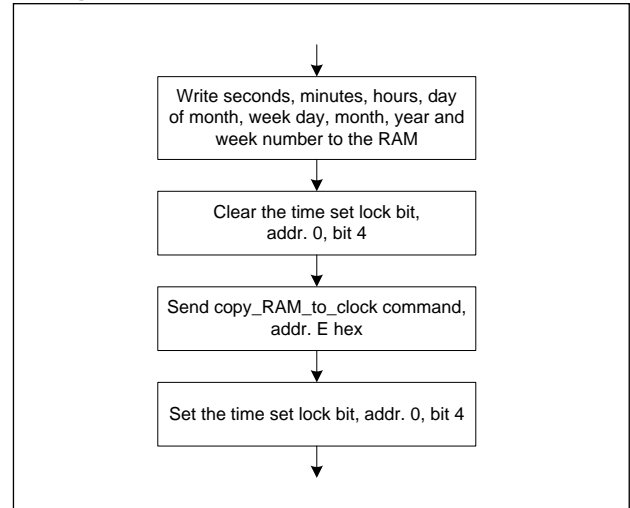 Write seconds, minutes, hours, day
of month, week day, month, year and
week number to the RAM
Clear the time set lock bit,
addr. 0, bit 4
Send copy_RAM_to_clock command,
addr. E hex
Set the time set lock bit, addr. 0, bit 4